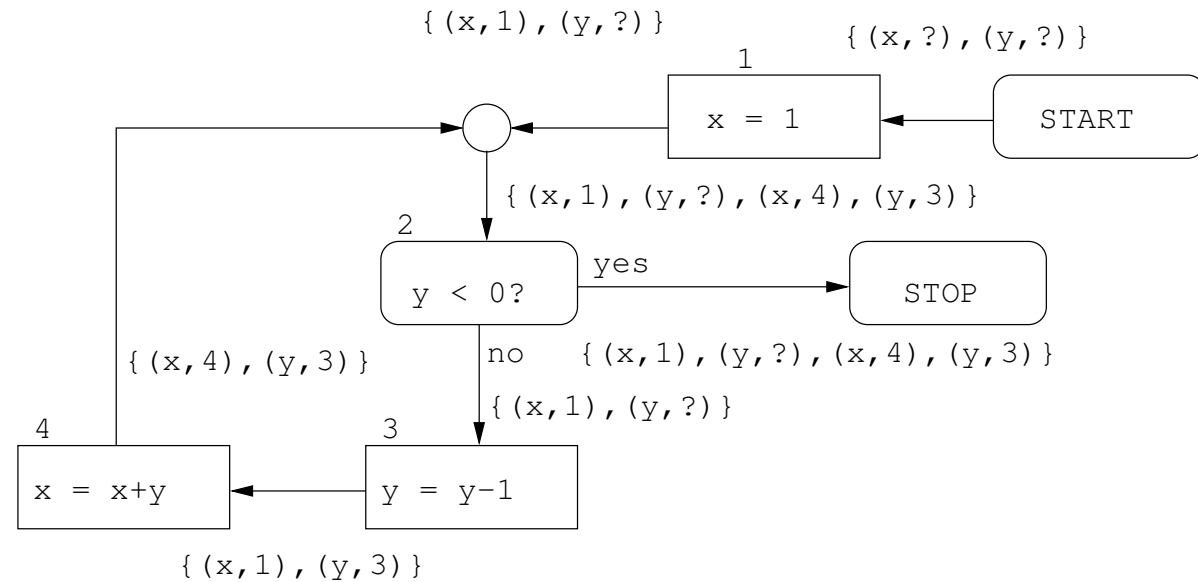 {(x,1),(y,?)}
{(x,?),(y,?)}
1
x = 1
START
{(x,1),(y,?),(x,4),(y,3)}
2
yes
y < 0?
STOP
no
{(x,1),(y,?),(x,4),(y,3)}
{(x,4),(y,3)}
{(x,1),(y,?)}
4
3
x = x+y
y = y-1
{(x,1),(y,3)}